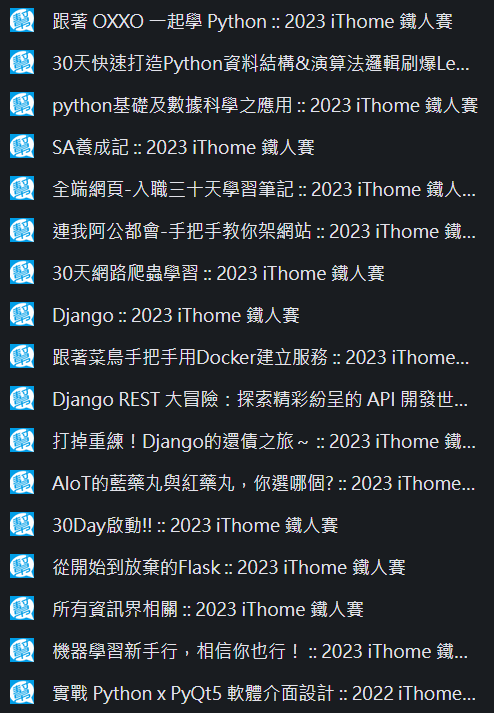 跟著 OXXO 一起學 Python :: 2023 iThome 鐵人賽
30天快速打造Python資料結構&演算法邏輯刷爆Le...
python基礎及數據科學之應用 :: 2023 iThome 鐵人賽
SA養成記 :: 2023 iThome 鐵人賽
全端網頁-入職三十天學習筆記 :: 2023 iThome 鐵人...
連我阿公都會-手把手教你架網站 :: 2023 iThome 鐵...
30天網路爬蟲學習 :: 2023 iThome 鐵人賽
Django :: 2023 iThome 鐵人賽
跟著菜鳥手把手用Docker建立服務 :: 2023 iThome...
Django REST 大冒險：探索精彩紛呈的 API 開發世...
打掉重練！Django的還債之旅～ :: 2023 iThome 鐵...
AIoT的藍藥丸與紅藥丸，你選哪個? :: 2023 iThome...
30Day啟動!! :: 2023 iThome 鐵人賽
從開始到放棄的Flask :: 2023 iThome 鐵人賽
所有資訊界相關 :: 2023 iThome 鐵人賽
機器學習新手行，相信你也行！ :: 2023 iThome 鐵...
實戰 Python x PyQt5 軟體介面設計 :: 2022 iThome...